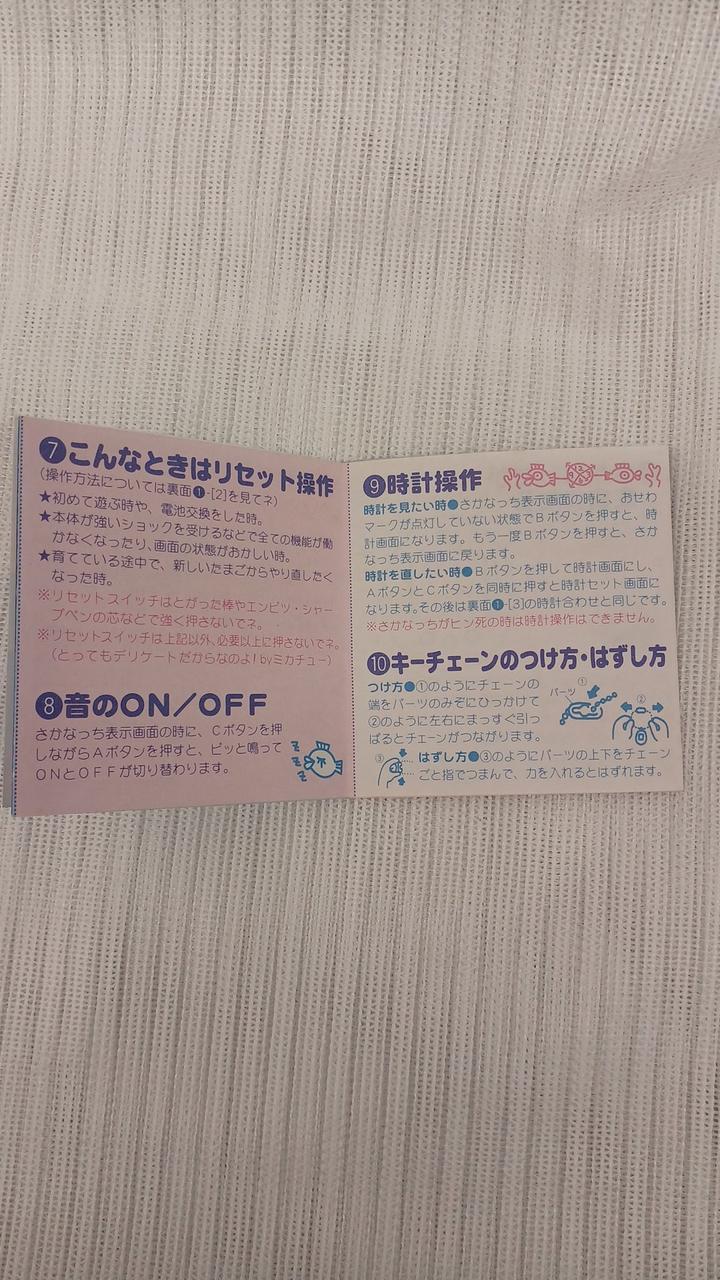 ❼こんなときはリセット操作
(操作方法については裏面❶-[2]を見てネ)
★初めて遊ぶ時や、電池交換をした時。
★本体が強いショックを受けるなどで全ての機能が働
かなくなったり、画面の状態がおかしい時。
★育てている途中で、新しいたまごからやり直したく
なった時。
※リセットスイッチはとがった棒やエンピツ・シャー
プペンの芯などで強く押さないでネ。
※リセットスイッチは上記以外、必要以上に押さないでネ。
(とってもデリケートだからなのよ!byミカチュー)
❽音のON/OFF
さかなっち表示画面の時に、Cボタンを押
しながらAボタンを押すと、ピッと鳴って
ONとOFFが切り替わります。
❾時計操作
時計を見たい時●さかなっち表示画面の時に、おせわ
マークが点灯していない状態でBボタンを押すと、時
計画面になります。もう一度Bボタンを押すと、さか
なっち表示画面に戻ります。
時計を直したい時●Bボタンを押して時計画面にし、
AボタンとCボタンを同時に押すと時計セット画面に
なります。その後は裏面❶-[3]の時計合わせと同じです。
※さかなっちがヒン死の時は時計操作はできません。
❿キーチェーンのつけ方・はずし方
つけ方●①のようにチェーンの
端をパーツのみぞにひっかけて
②のように左右にまっすぐ引っ
ぱるとチェーンがつながります。
パーツ ① ②
③ はずし方●③のようにパーツの上下をチェーン
ごと指でつまんで、力を入れるとはずれます。